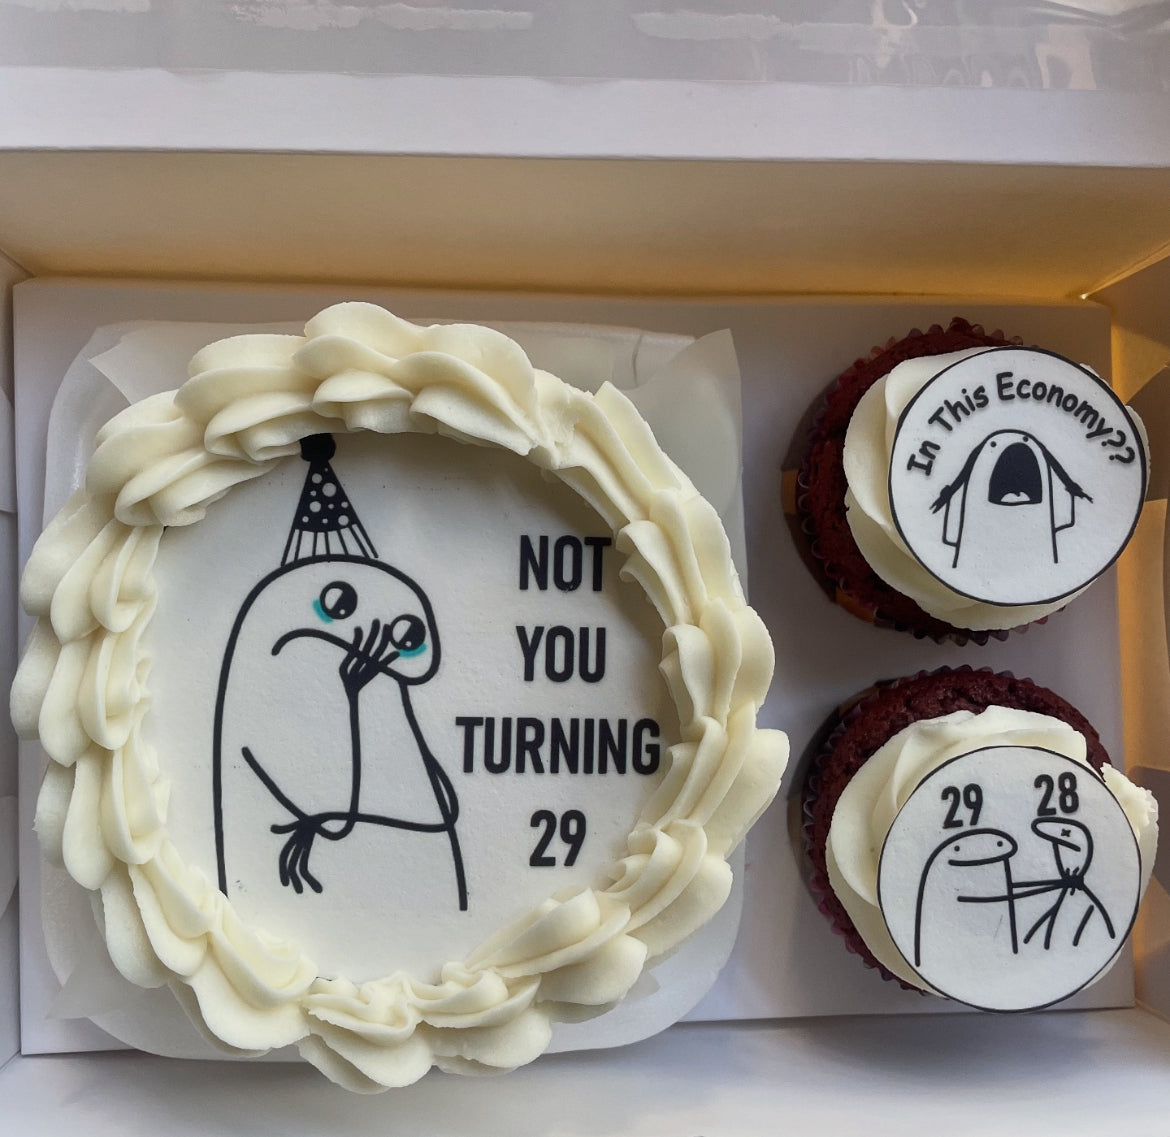 NOT
YOU
TURNING
29
In This Economy??
29 28